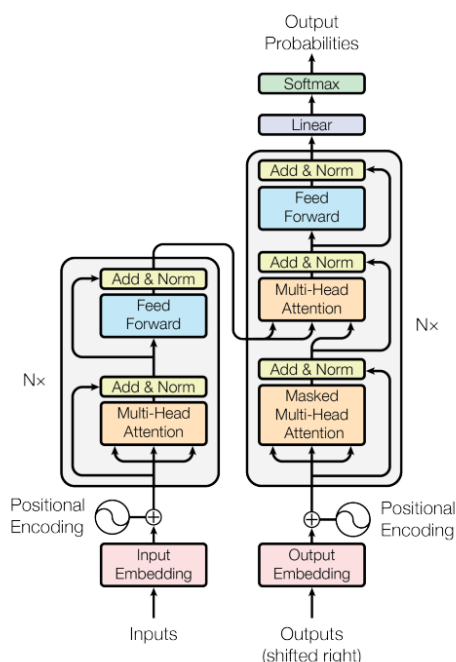 Output
Probabilities
Softmax
Linear
Add & Norm
Feed
Forward
Add & Norm
Multi-Head
Attention
Add & Norm
Masked
Multi-Head
Attention
Nx
Add & Norm
Feed
Forward
Add & Norm
Multi-Head
Attention
Nx
Positional
Encoding
Positional
Encoding
Input
Embedding
Output
Embedding
Inputs
Outputs
(shifted right)